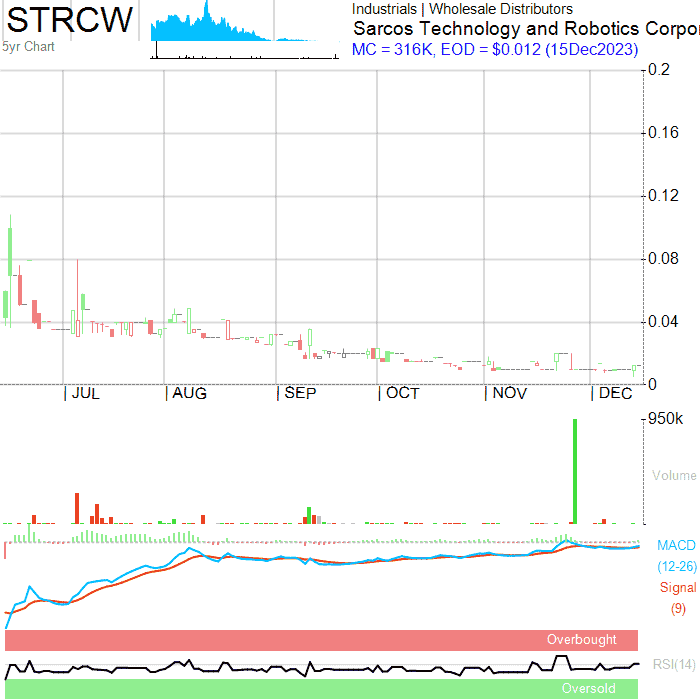 STRCW
5yr Chart
Industrials | Wholesale Distributors
Sarcos Technology and Robotics Corpor
MC = 316K, EOD = $0.012 (15Dec2023)
0.2
0.16
0.12
0.08
0.04
0
| JUL | AUG | SEP | OCT | NOV | DEC
950k
Volume
MACD
(12-26)
Signal
(9)
Overbought
RSI(14)
Oversold